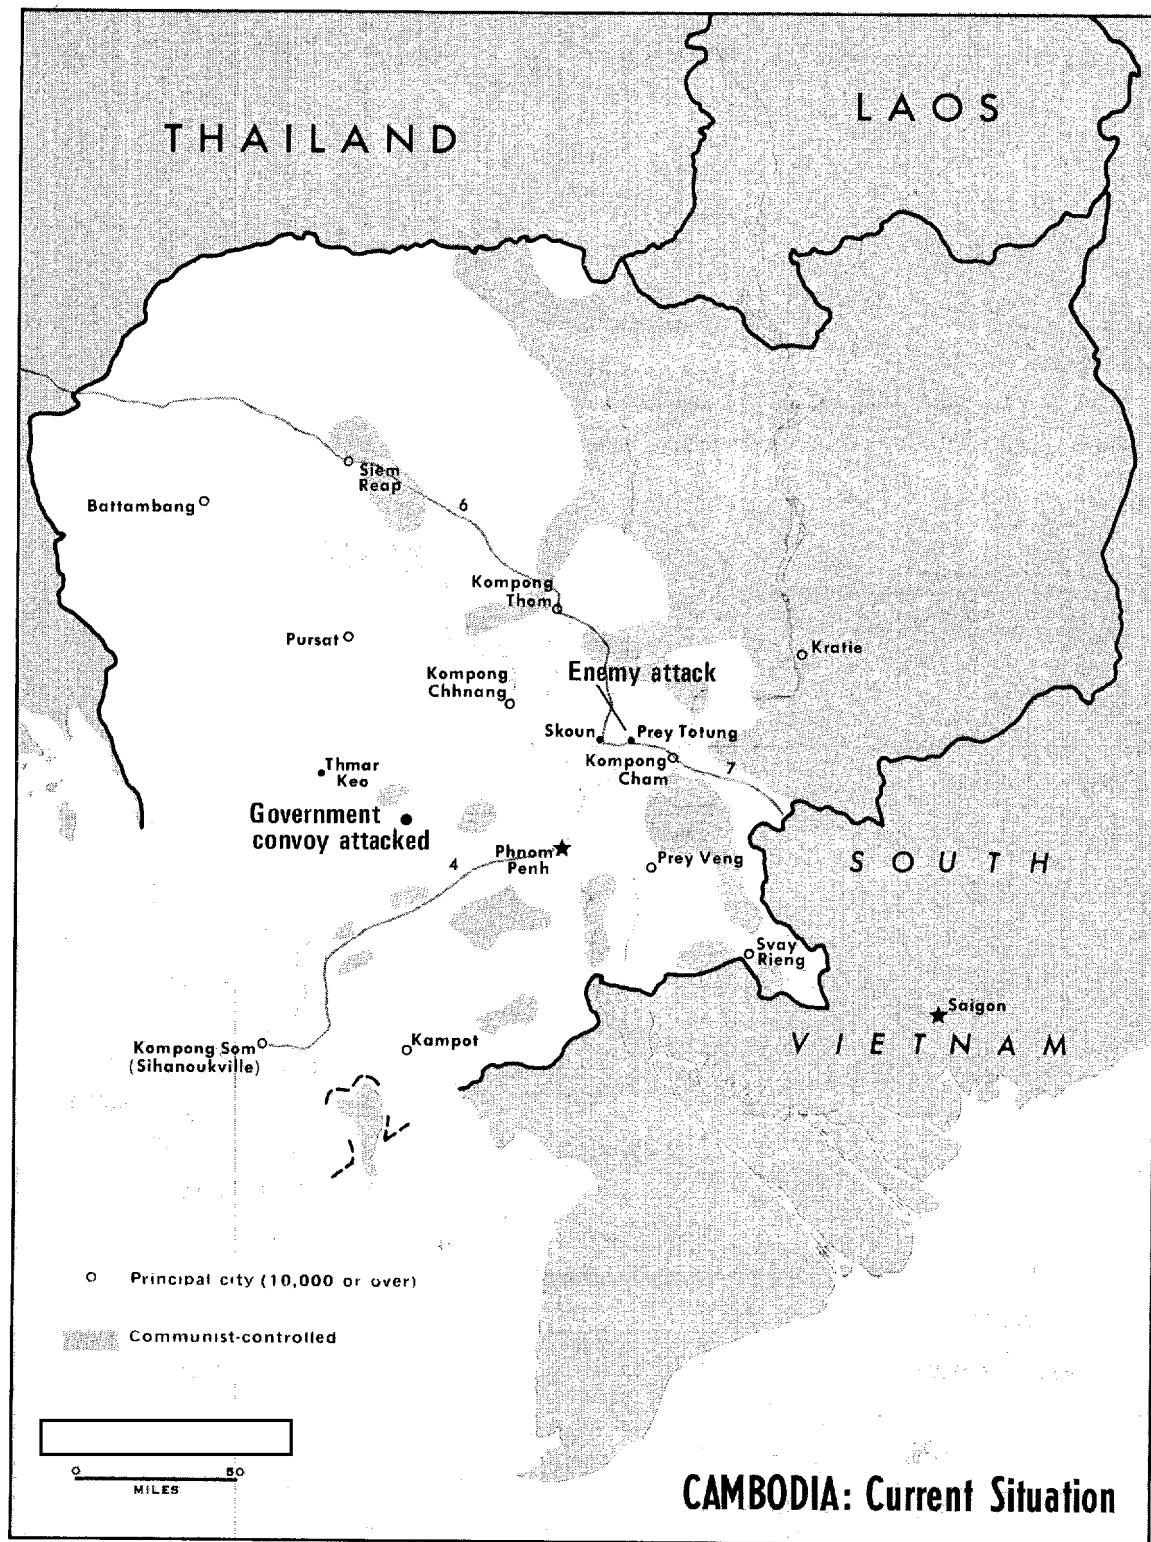 THAILAND
LAOS
Siem
Reap
Battambang
6
Kompong
Thom
Pursat
Kratie
Kompong
Chhnang
Enemy attack
Skoun
Prey Totung
Kompong
Cham
7
Thmar
Keo
Government
convoy attacked
4
Phnom
Penh
Prey Veng
SOUTH
Svay
Rieng
Saigon
VIETNAM
Kompong Som
(Sihanoukville)
Kampot
Principal city (10,000 or over)
Communist-controlled
0 50
MILES
CAMBODIA: Current Situation